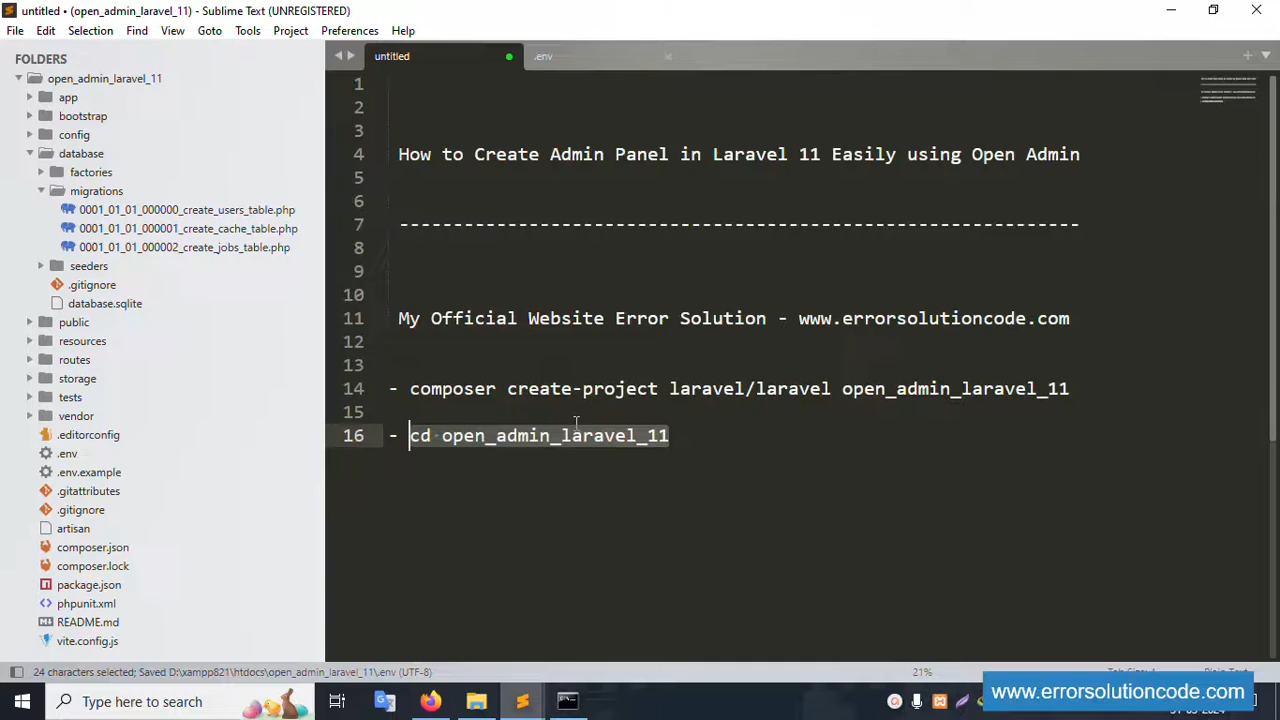 untitled • (open_admin_laravel_11) - Sublime Text (UNREGISTERED)
File Edit Selection Find View Goto Tools Project Preferences Help
FOLDERS
open_admin_laravel_11
app
bootstrap
config
database
factories
migrations
0001_01_01_000000_create_users_table.php
0001_01_01_000001_create_cache_table.php
0001_01_01_000002_create_jobs_table.php
seeders
.gitignore
database.sqlite
public
resources
routes
storage
tests
vendor
.editorconfig
.env
.env.example
.gitattributes
.gitignore
artisan
composer.json
composer.lock
package.json
phpunit.xml
README.md
vite.config.js
untitled .env
1
2
3
4 How to Create Admin Panel in Laravel 11 Easily using Open Admin
5
6
7 ---------------------------------------------------------------
8
9
10
11 My Official Website Error Solution - www.errorsolutioncode.com
12
13
14 - composer create-project laravel/laravel open_admin_laravel_11
15
16 - cd open_admin_laravel_11
24 characters selected; Saved D:\xampp821\htdocs\open_admin_laravel_11\.env (UTF-8) 21%
Type here to search
www.errorsolutioncode.com